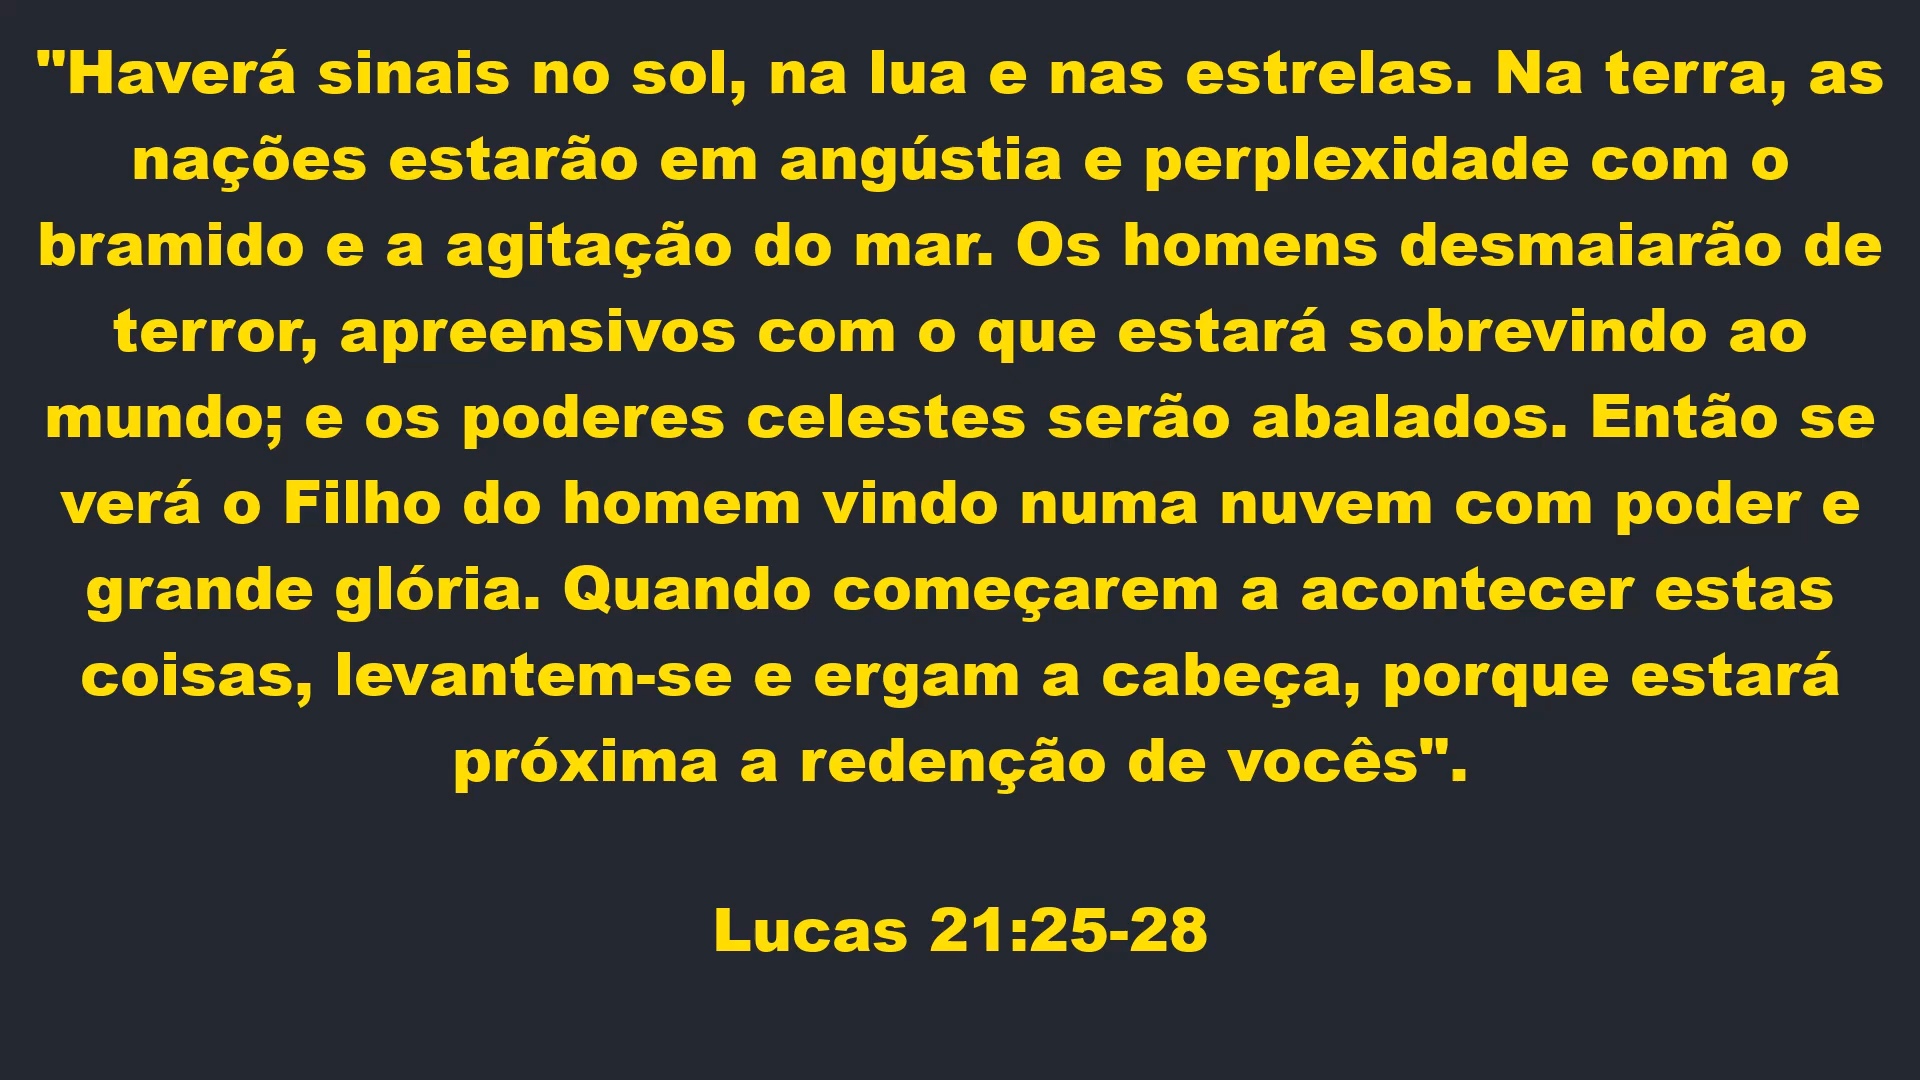 "Haverá sinais no sol, na lua e nas estrelas. Na terra, as
nações estarão em angústia e perplexidade com o
bramido e a agitação do mar. Os homens desmaiarão de
terror, apreensivos com o que estará sobrevindo ao
mundo; e os poderes celestes serão abalados. Então se
verá o Filho do homem vindo numa nuvem com poder e
grande glória. Quando começarem a acontecer estas
coisas, levantem-se e ergam a cabeça, porque estará
próxima a redenção de vocês".
Lucas 21:25-28